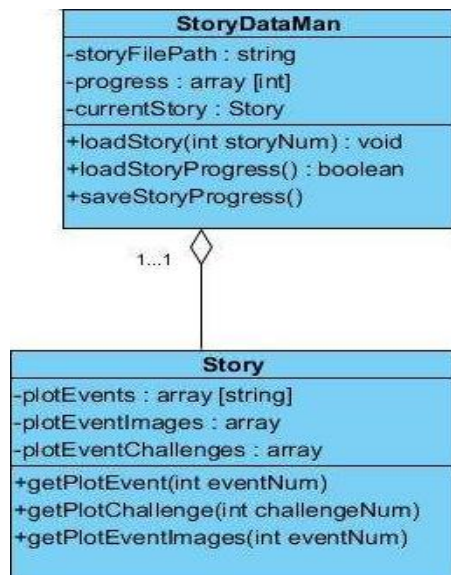 StoryDataMan
-storyFilePath : string
-progress : array [int]
-currentStory : Story
+loadStory(int storyNum) : void
+loadStoryProgress() : boolean
+saveStoryProgress()
1...1
Story
-plotEvents : array [string]
-plotEventImages : array
-plotEventChallenges : array
+getPlotEvent(int eventNum)
+getPlotChallenge(int challengeNum)
+getPlotEventImages(int eventNum)